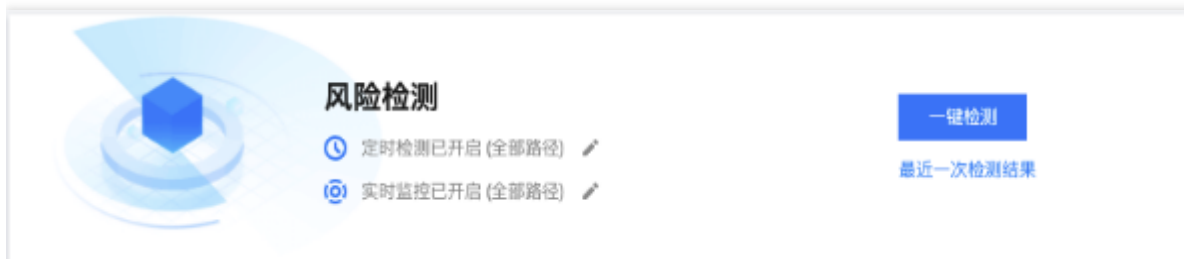 风险检测
定时检测已开启 (全部路径)
实时监控已开启 (全部路径)
一键检测
最近一次检测结果